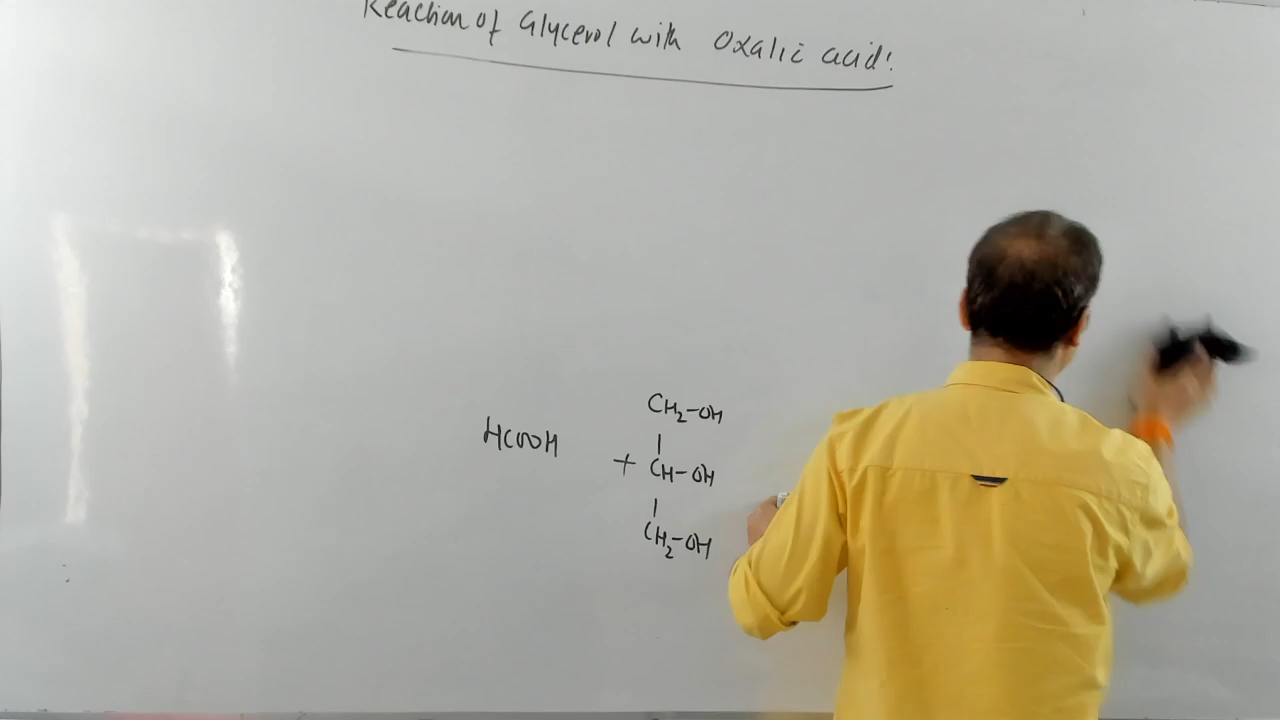 Reaction of Glycerol with Oxalic acid:
CH2-OH
|
HCOOH + CH-OH
|
CH2-OH